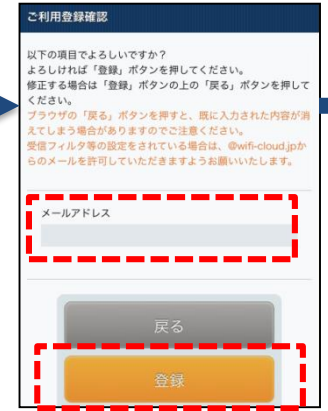 ご利用登録確認
以下の項目でよろしいですか？
よろしければ「登録」ボタンを押してください。
修正する場合は「登録」ボタンの上の「戻る」ボタンを押して
ください。
ブラウザの「戻る」ボタンを押すと、既に入力された内容が消
えてしまう場合がありますのでご注意ください。
受信フィルタ等の設定をされている場合は、@wifi-cloud.jpか
らのメールを許可していただきますようお願いいたします。
メールアドレス
戻る
登録